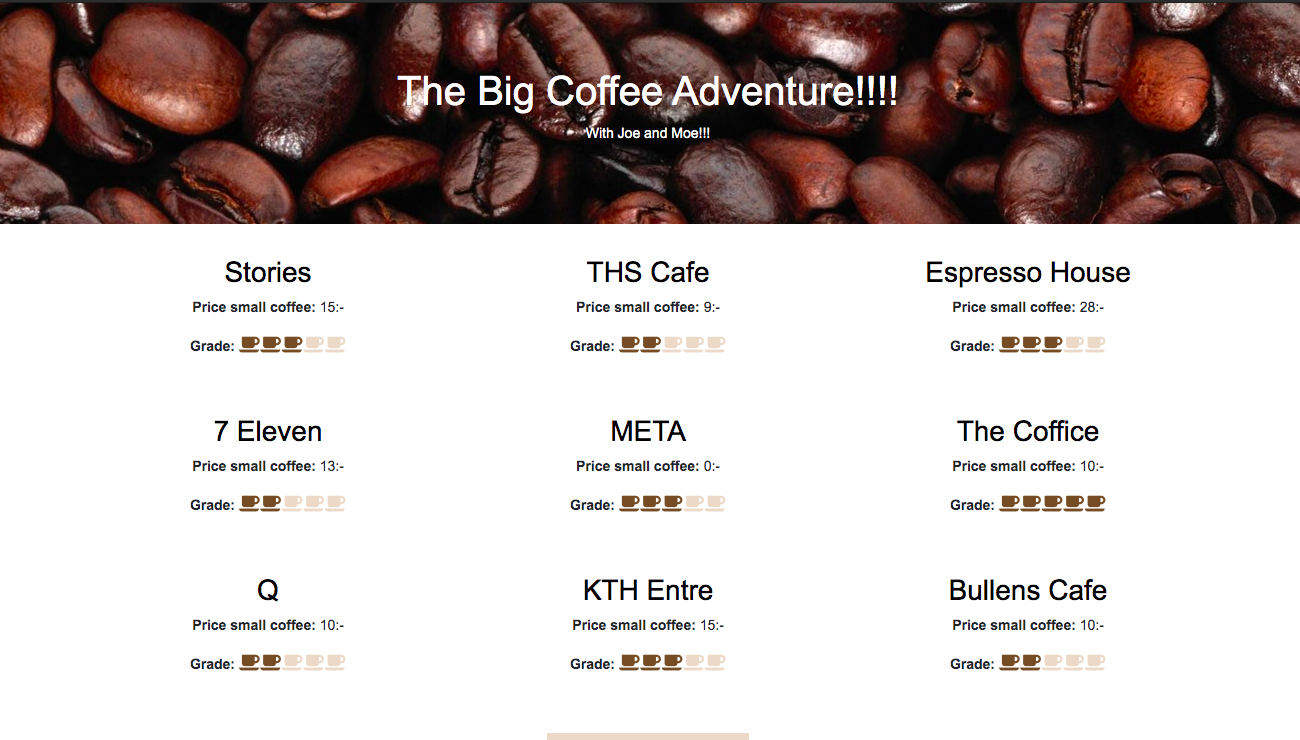 The Big Coffee Adventure!!!!
With Joe and Moe!!!
Stories
Price small coffee: 15:-
Grade:
THS Cafe
Price small coffee: 9:-
Grade:
Espresso House
Price small coffee: 28:-
Grade:
7 Eleven
Price small coffee: 13:-
Grade:
META
Price small coffee: 0:-
Grade:
The Coffice
Price small coffee: 10:-
Grade:
Q
Price small coffee: 10:-
Grade:
KTH Entre
Price small coffee: 15:-
Grade:
Bullens Cafe
Price small coffee: 10:-
Grade: